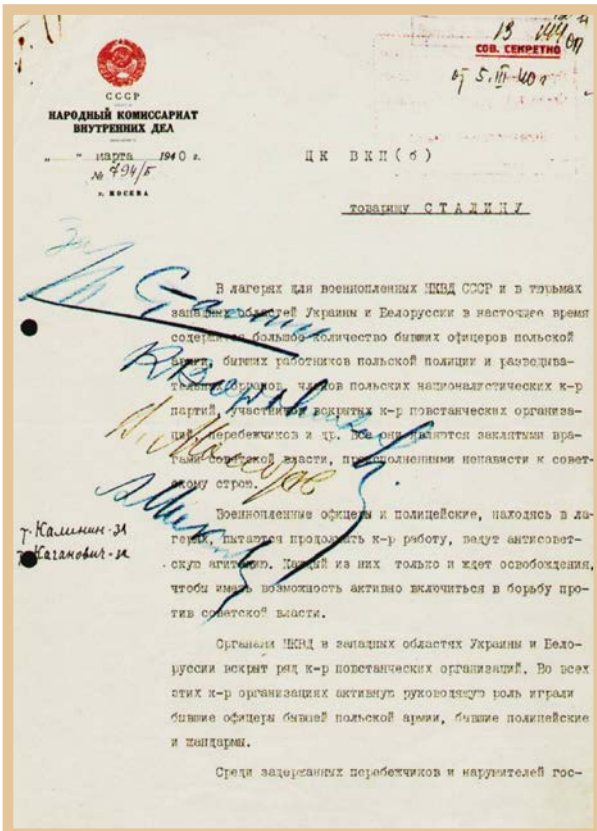 13 144 оп
СОВ. СЕКРЕТНО
от 5.III-40 г
СССР
НАРОДНЫЙ КОМИССАРИАТ
ВНУТРЕННИХ ДЕЛ
" " марта 1940 г.
№ 794/Б
г. МОСКВА
ЦК ВКП(б)
товарищу СТАЛИНУ
За
И Сталин
К Ворошилов
В. Молотов
А Микоян
В лагерях для военнопленных НКВД СССР и в тюрьмах
западных областей Украины и Белоруссии в настоящее время
содержится большое количество бывших офицеров польской
армии, бывших работников польской полиции и разведыва-
тельных органов, членов польских националистических к-р
партий, участников вскрытых к-р повстанческих организа-
ций, перебежчиков и др. Все они являются заклятыми вра-
гами советской власти, преисполненными ненависти к совет-
скому строю.
Военнопленные офицеры и полицейские, находясь в ла-
герях, пытаются продолжать к-р работу, ведут антисовет-
скую агитацию. Каждый из них только и ждет освобождения,
чтобы иметь возможность активно включиться в борьбу про-
тив советской власти.
т. Калинин - за
т. Каганович - за
Органами НКВД в западных областях Украины и Бело-
руссии вскрыт ряд к-р повстанческих организаций. Во всех
этих к-р организациях активную руководящую роль играли
бывшие офицеры бывшей польской армии, бывшие полицейские
и жандармы.
Среди задержанных перебежчиков и нарушителей гос-